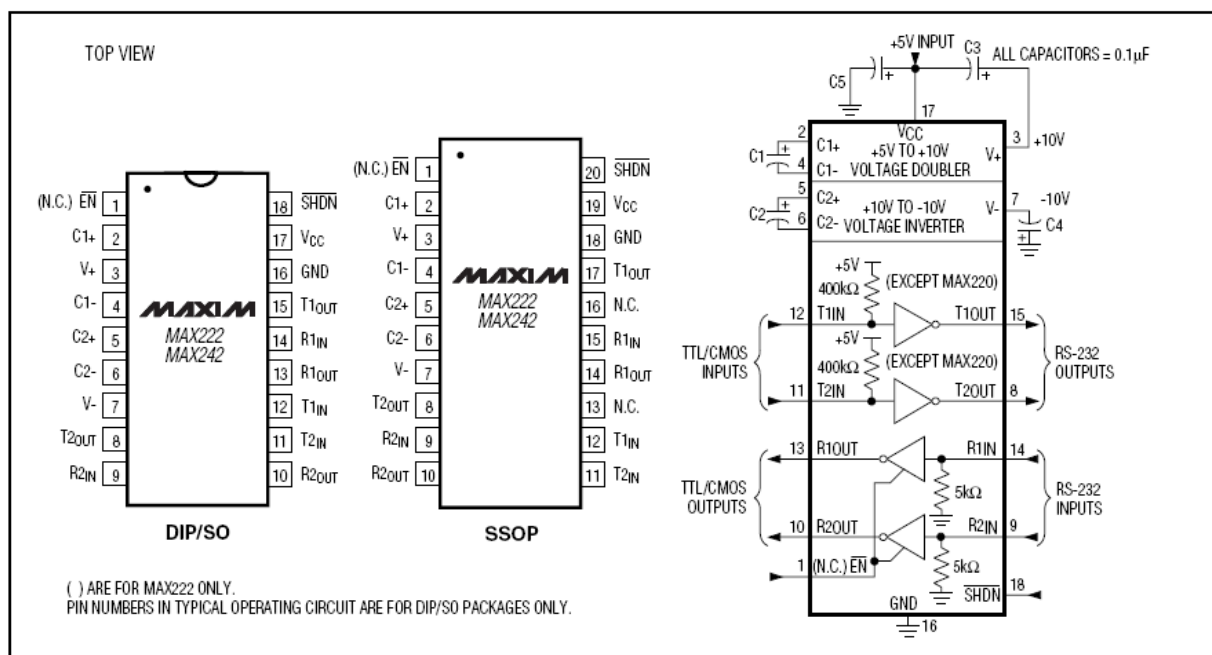 TOP VIEW
(N.C.) EN 1
C1+ 2
V+ 3
C1- 4
C2+ 5
C2- 6
V- 7
T2OUT 8
R2IN 9
18 SHDN
17 VCC
16 GND
15 T1OUT
14 R1IN
13 R1OUT
12 T1IN
11 T2IN
10 R2OUT
MAXIM
MAX222
MAX242
DIP/SO
(N.C.) EN 1
C1+ 2
V+ 3
C1- 4
C2+ 5
C2- 6
V- 7
T2OUT 8
R2IN 9
R2OUT 10
20 SHDN
19 VCC
18 GND
17 T1OUT
16 N.C.
15 R1IN
14 R1OUT
13 N.C.
12 T1IN
11 T2IN
MAXIM
MAX222
MAX242
SSOP
( ) ARE FOR MAX222 ONLY.
PIN NUMBERS IN TYPICAL OPERATING CIRCUIT ARE FOR DIP/SO PACKAGES ONLY.
+5V INPUT
C3
ALL CAPACITORS = 0.1µF
C5
+
+
17
VCC
2
C1+
+5V TO +10V
VOLTAGE DOUBLER
V+
3
+10V
C1
+
4
C1-
5
C2+
+10V TO -10V
VOLTAGE INVERTER
V-
7
-10V
C2
+
6
C2-
C4
+
+5V
400kΩ
(EXCEPT MAX220)
12
T1IN
T1OUT
15
+5V
TTL/CMOS
INPUTS
400kΩ
(EXCEPT MAX220)
RS-232
OUTPUTS
11
T2IN
T2OUT
8
13
R1OUT
R1IN
14
TTL/CMOS
OUTPUTS
5kΩ
RS-232
INPUTS
10
R2OUT
R2IN
9
1
(N.C.) EN
5kΩ
SHDN
18
GND
16